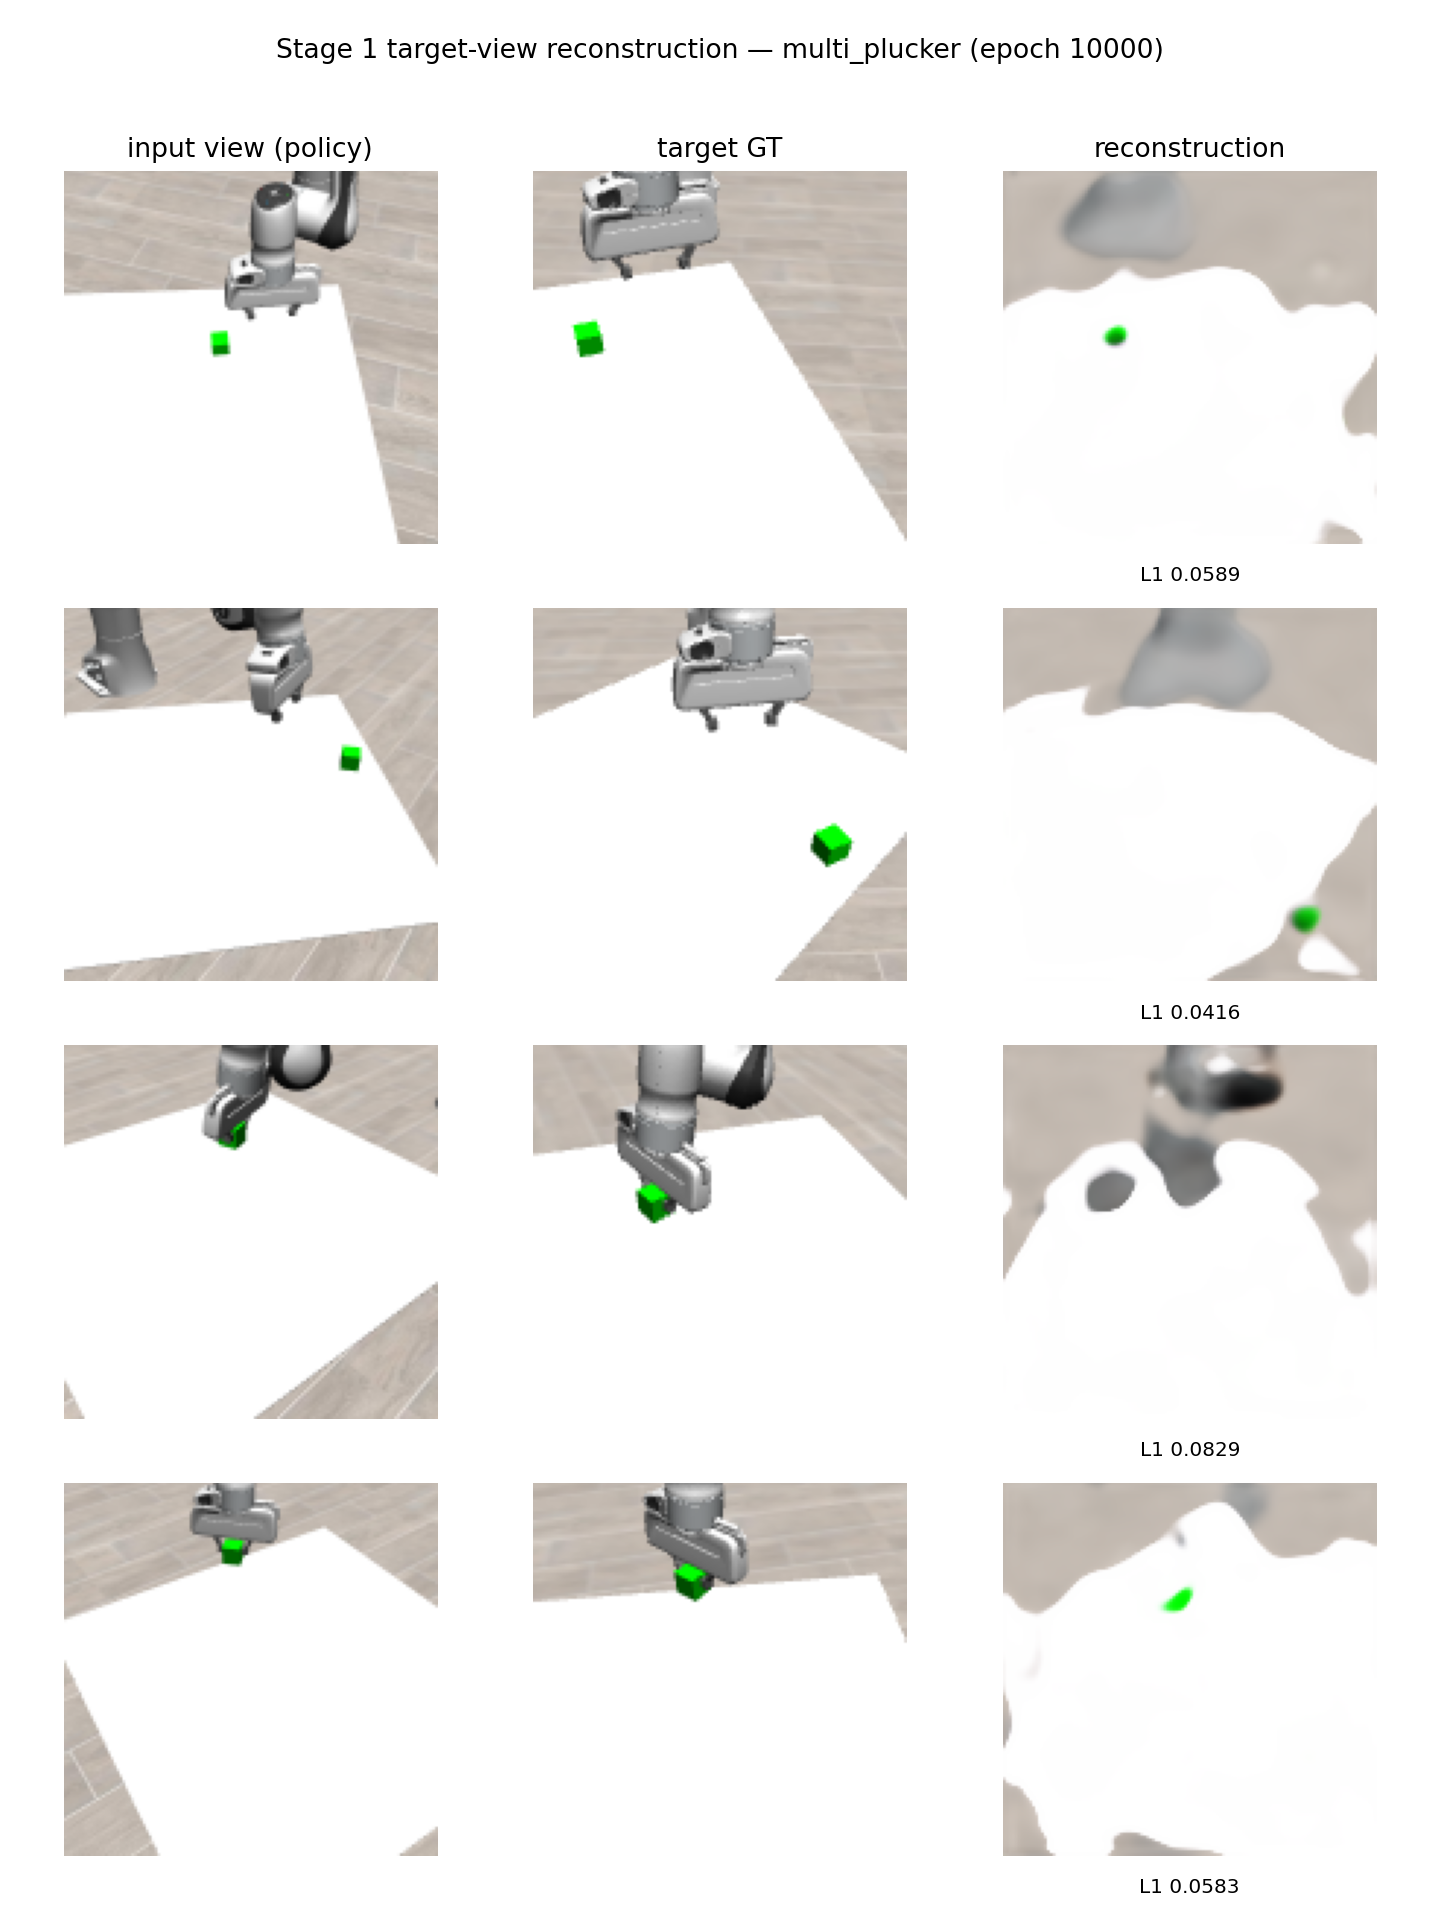 Stage 1 target-view reconstruction — multi_plucker (epoch 10000)
input view (policy) target GT reconstruction
L1 0.0589
L1 0.0416
L1 0.0829
L1 0.0583